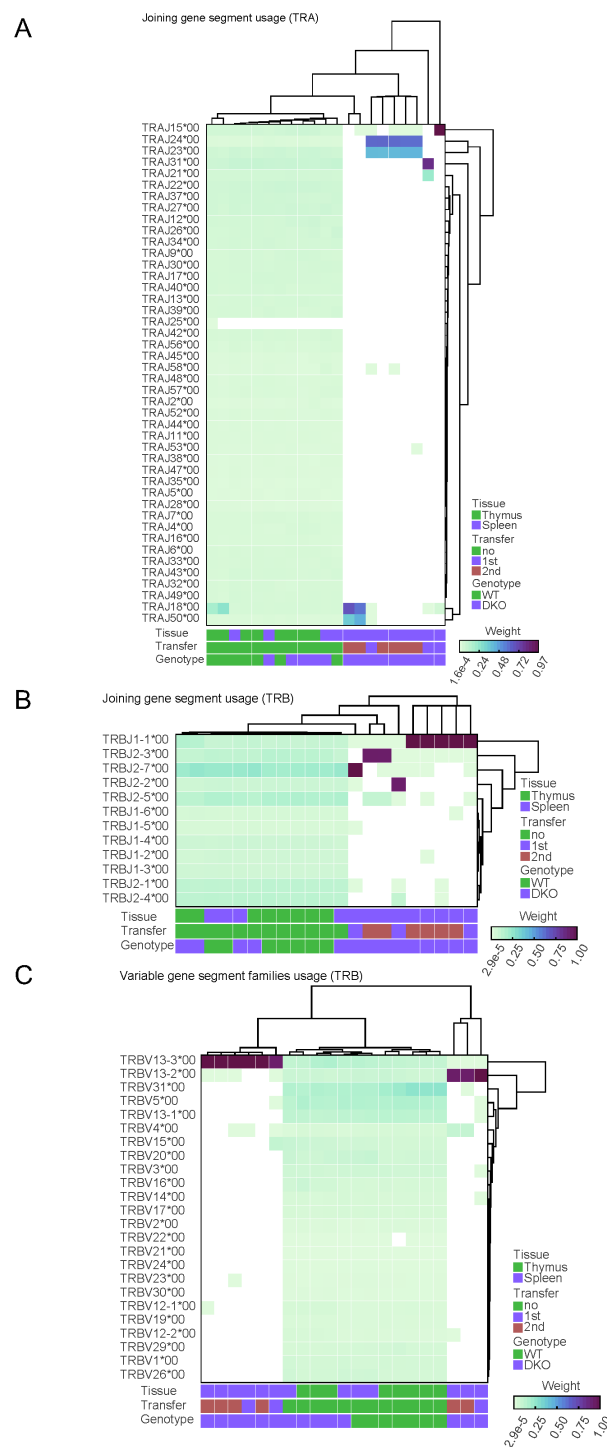 A
Joining gene segment usage (TRA)
TRAJ15*00
TRAJ24*00
TRAJ23*00
TRAJ31*00
TRAJ21*00
TRAJ22*00
TRAJ37*00
TRAJ27*00
TRAJ12*00
TRAJ26*00
TRAJ34*00
TRAJ9*00
TRAJ30*00
TRAJ17*00
TRAJ40*00
TRAJ13*00
TRAJ39*00
TRAJ25*00
TRAJ42*00
TRAJ56*00
TRAJ45*00
TRAJ58*00
TRAJ48*00
TRAJ57*00
TRAJ2*00
TRAJ52*00
TRAJ44*00
TRAJ11*00
TRAJ53*00
TRAJ38*00
TRAJ47*00
TRAJ35*00
TRAJ5*00
TRAJ28*00
TRAJ7*00
TRAJ4*00
TRAJ16*00
TRAJ6*00
TRAJ33*00
TRAJ43*00
TRAJ32*00
TRAJ49*00
TRAJ18*00
TRAJ50*00
Tissue
Transfer
Genotype
Tissue
Thymus
Spleen
Transfer
no
1st
2nd
Genotype
WT
DKO
Weight
1.6e-4
0.24
0.48
0.72
0.97
B
Joining gene segment usage (TRB)
TRBJ1-1*00
TRBJ2-3*00
TRBJ2-7*00
TRBJ2-2*00
TRBJ2-5*00
TRBJ1-6*00
TRBJ1-5*00
TRBJ1-4*00
TRBJ1-2*00
TRBJ1-3*00
TRBJ2-1*00
TRBJ2-4*00
Tissue
Transfer
Genotype
Tissue
Thymus
Spleen
Transfer
no
1st
2nd
Genotype
WT
DKO
Weight
2.9e-5
0.25
0.50
0.75
1.00
C
Variable gene segment families usage (TRB)
TRBV13-3*00
TRBV13-2*00
TRBV31*00
TRBV5*00
TRBV13-1*00
TRBV4*00
TRBV15*00
TRBV20*00
TRBV3*00
TRBV16*00
TRBV14*00
TRBV17*00
TRBV2*00
TRBV22*00
TRBV21*00
TRBV24*00
TRBV23*00
TRBV30*00
TRBV12-1*00
TRBV19*00
TRBV12-2*00
TRBV29*00
TRBV1*00
TRBV26*00
Tissue
Transfer
Genotype
Tissue
Thymus
Spleen
Transfer
no
1st
2nd
Genotype
WT
DKO
Weight
2.9e-5
0.25
0.50
0.75
1.00